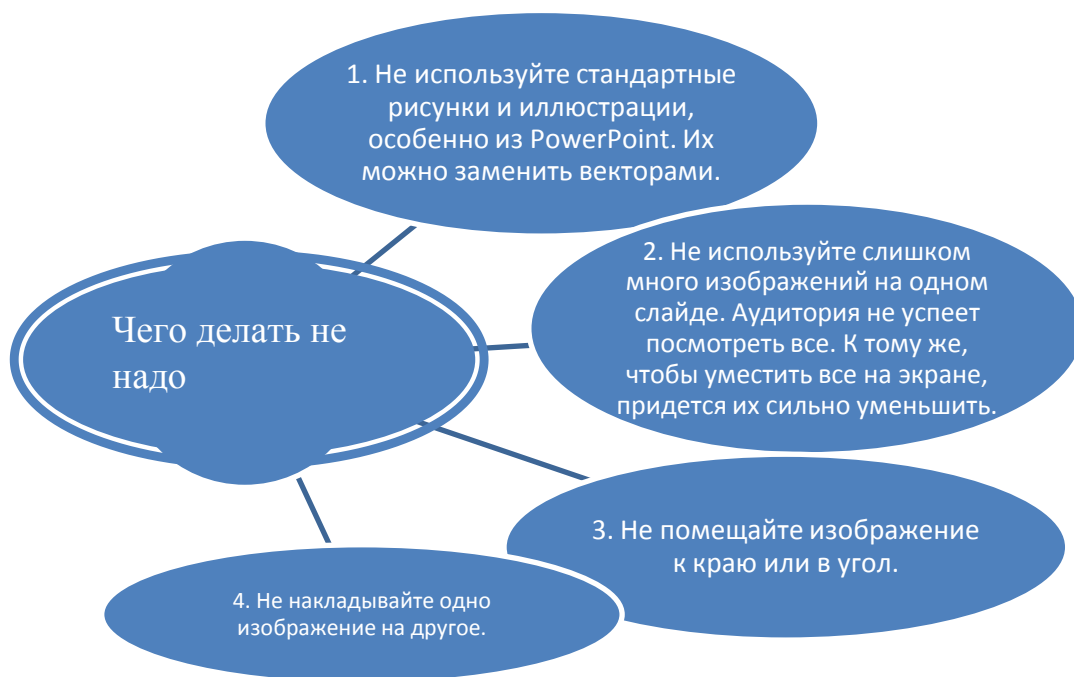 1. Не используйте стандартные
рисунки и иллюстрации,
особенно из PowerPoint. Их
можно заменить векторами.
2. Не используйте слишком
много изображений на одном
слайде. Аудитория не успеет
посмотреть все. К тому же,
чтобы уместить все на экране,
придется их сильно уменьшить.
Чего делать не
надо
3. Не помещайте изображение
к краю или в угол.
4. Не накладывайте одно
изображение на другое.